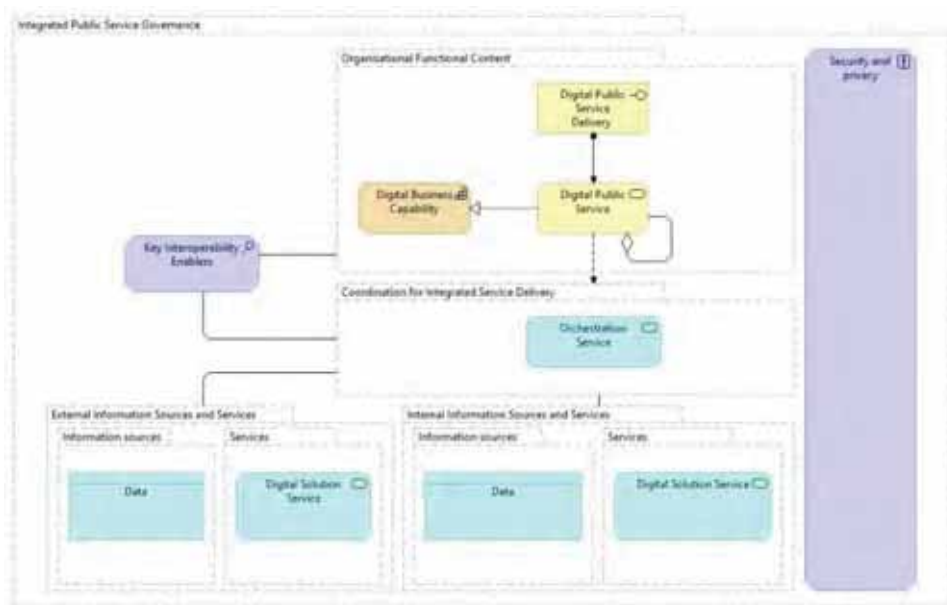 Integrated Public Service Governance
Organisational Functional Content
Security and
privacy
Digital Public
Service
Delivery
Digital Business
Capability
Digital Public
Service
Key Interoperability
Enablers
Coordination for Integrated Service Delivery
Orchestration
Service
External Information Sources and Services
Information sources
Services
Data
Digital Solution
Service
Internal Information Sources and Services
Information sources
Services
Data
Digital Solution Service